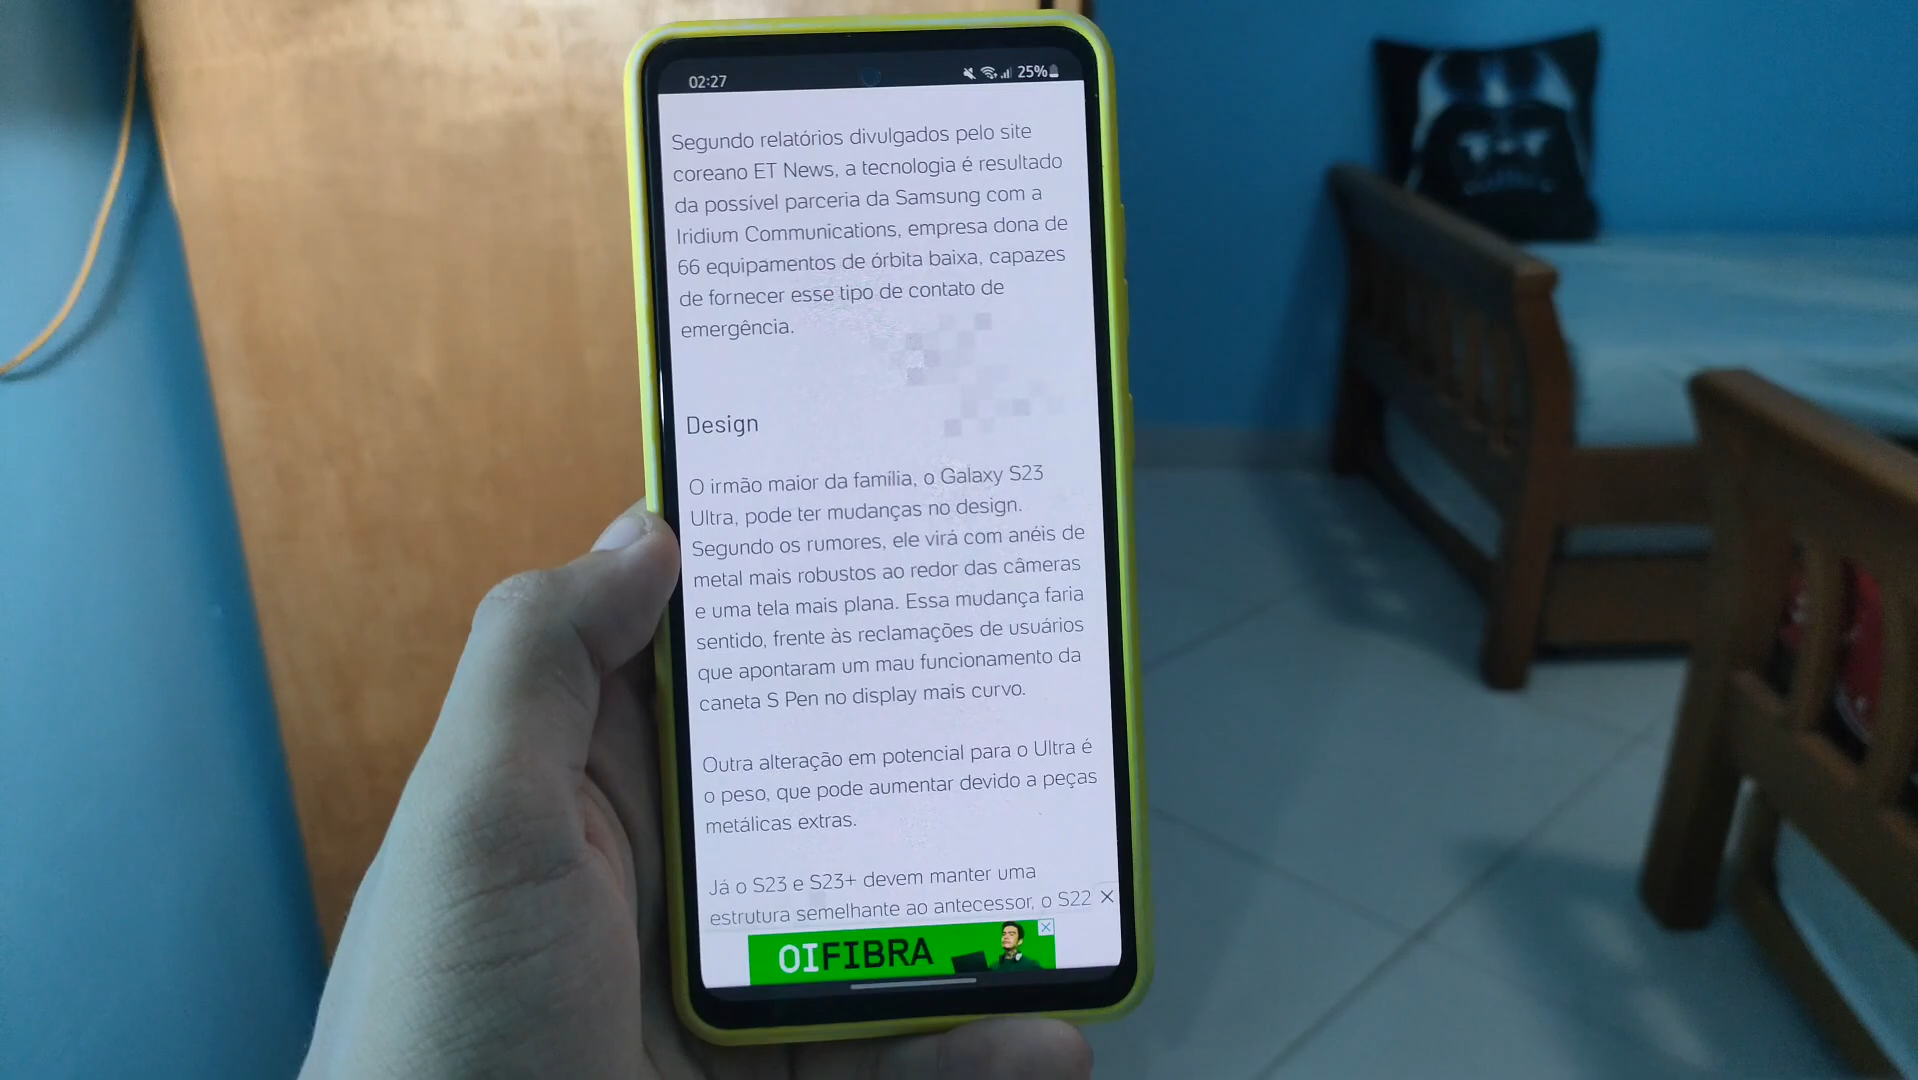 02:27
25%
Segundo relatórios divulgados pelo site
coreano ET News, a tecnologia é resultado
da possível parceria da Samsung com a
Iridium Communications, empresa dona de
66 equipamentos de órbita baixa, capazes
de fornecer esse tipo de contato de
emergência.
Design
O irmão maior da família, o Galaxy S23
Ultra, pode ter mudanças no design.
Segundo os rumores, ele virá com anéis de
metal mais robustos ao redor das câmeras
e uma tela mais plana. Essa mudança faria
sentido, frente às reclamações de usuários
que apontaram um mau funcionamento da
caneta S Pen no display mais curvo.
Outra alteração em potencial para o Ultra é
o peso, que pode aumentar devido a peças
metálicas extras.
Já o S23 e S23+ devem manter uma
estrutura semelhante ao antecessor, o S22
OIFIBRA